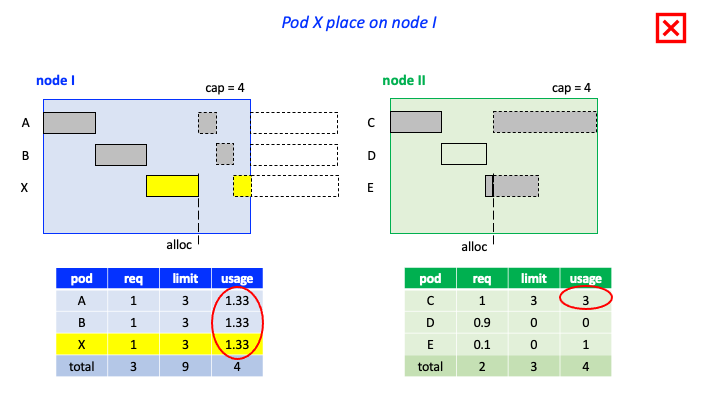 Pod X place on node I
node I
cap = 4
A
B
X
alloc
node II
cap = 4
C
D
E
alloc
pod req limit usage
A 1 3 1.33
B 1 3 1.33
X 1 3 1.33
total 3 9 4
pod req limit usage
C 1 3 3
D 0.9 0 0
E 0.1 0 1
total 2 3 4